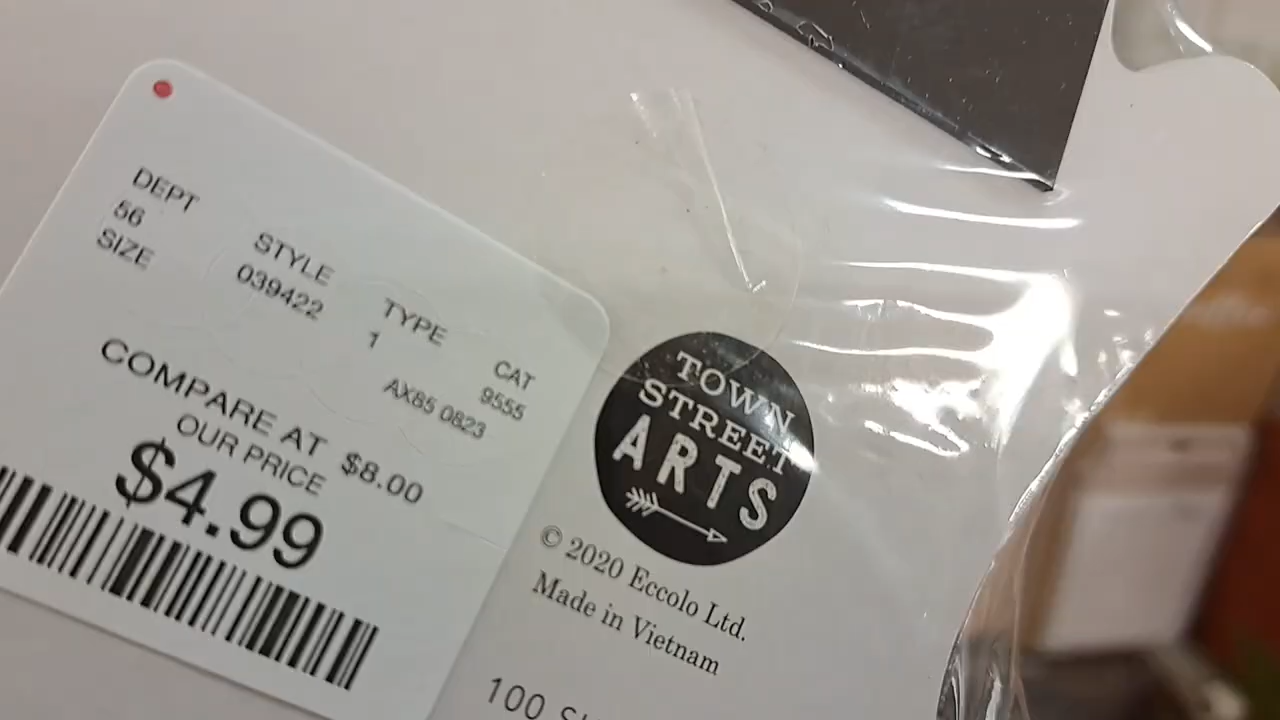 DEPT
56
SIZE
STYLE
039422
TYPE
1
CAT
9555
AX85 0823
COMPARE AT $8.00
OUR PRICE
$4.99
TOWN
STREET
ARTS
© 2020 Eccolo Ltd.
Made in Vietnam
100